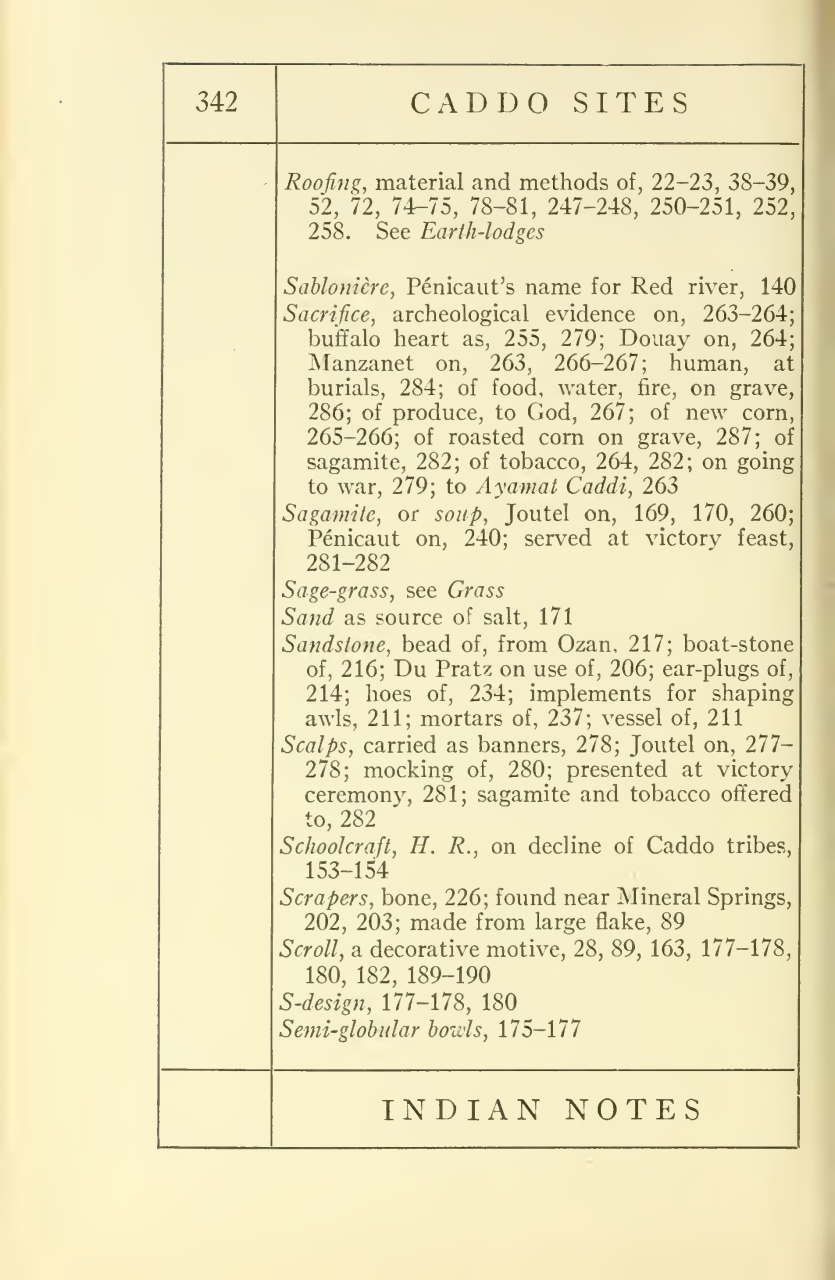 342
CADDO SITES
Roofing, material and methods of, 22–23, 38–39,
52, 72, 74–75, 78–81, 247–248, 250–251, 252,
258. See Earth-lodges
Sablonière, Pénicaut's name for Red river, 140
Sacrifice, archeological evidence on, 263–264;
buffalo heart as, 255, 279; Douay on, 264;
Manzanet on, 263, 266–267; human, at
burials, 284; of food, water, fire, on grave,
286; of produce, to God, 267; of new corn,
265–266; of roasted corn on grave, 287; of
sagamite, 282; of tobacco, 264, 282; on going
to war, 279; to Ayamat Caddi, 263
Sagamite, or soup, Joutel on, 169, 170, 260;
Pénicaut on, 240; served at victory feast,
281–282
Sage-grass, see Grass
Sand as source of salt, 171
Sandstone, bead of, from Ozan, 217; boat-stone
of, 216; Du Pratz on use of, 206; ear-plugs of,
214; hoes of, 234; implements for shaping
awls, 211; mortars of, 237; vessel of, 211
Scalps, carried as banners, 278; Joutel on, 277–
278; mocking of, 280; presented at victory
ceremony, 281; sagamite and tobacco offered
to, 282
Schoolcraft, H. R., on decline of Caddo tribes,
153–154
Scrapers, bone, 226; found near Mineral Springs,
202, 203; made from large flake, 89
Scroll, a decorative motive, 28, 89, 163, 177–178,
180, 182, 189–190
S-design, 177–178, 180
Semi-globular bowls, 175–177
INDIAN NOTES